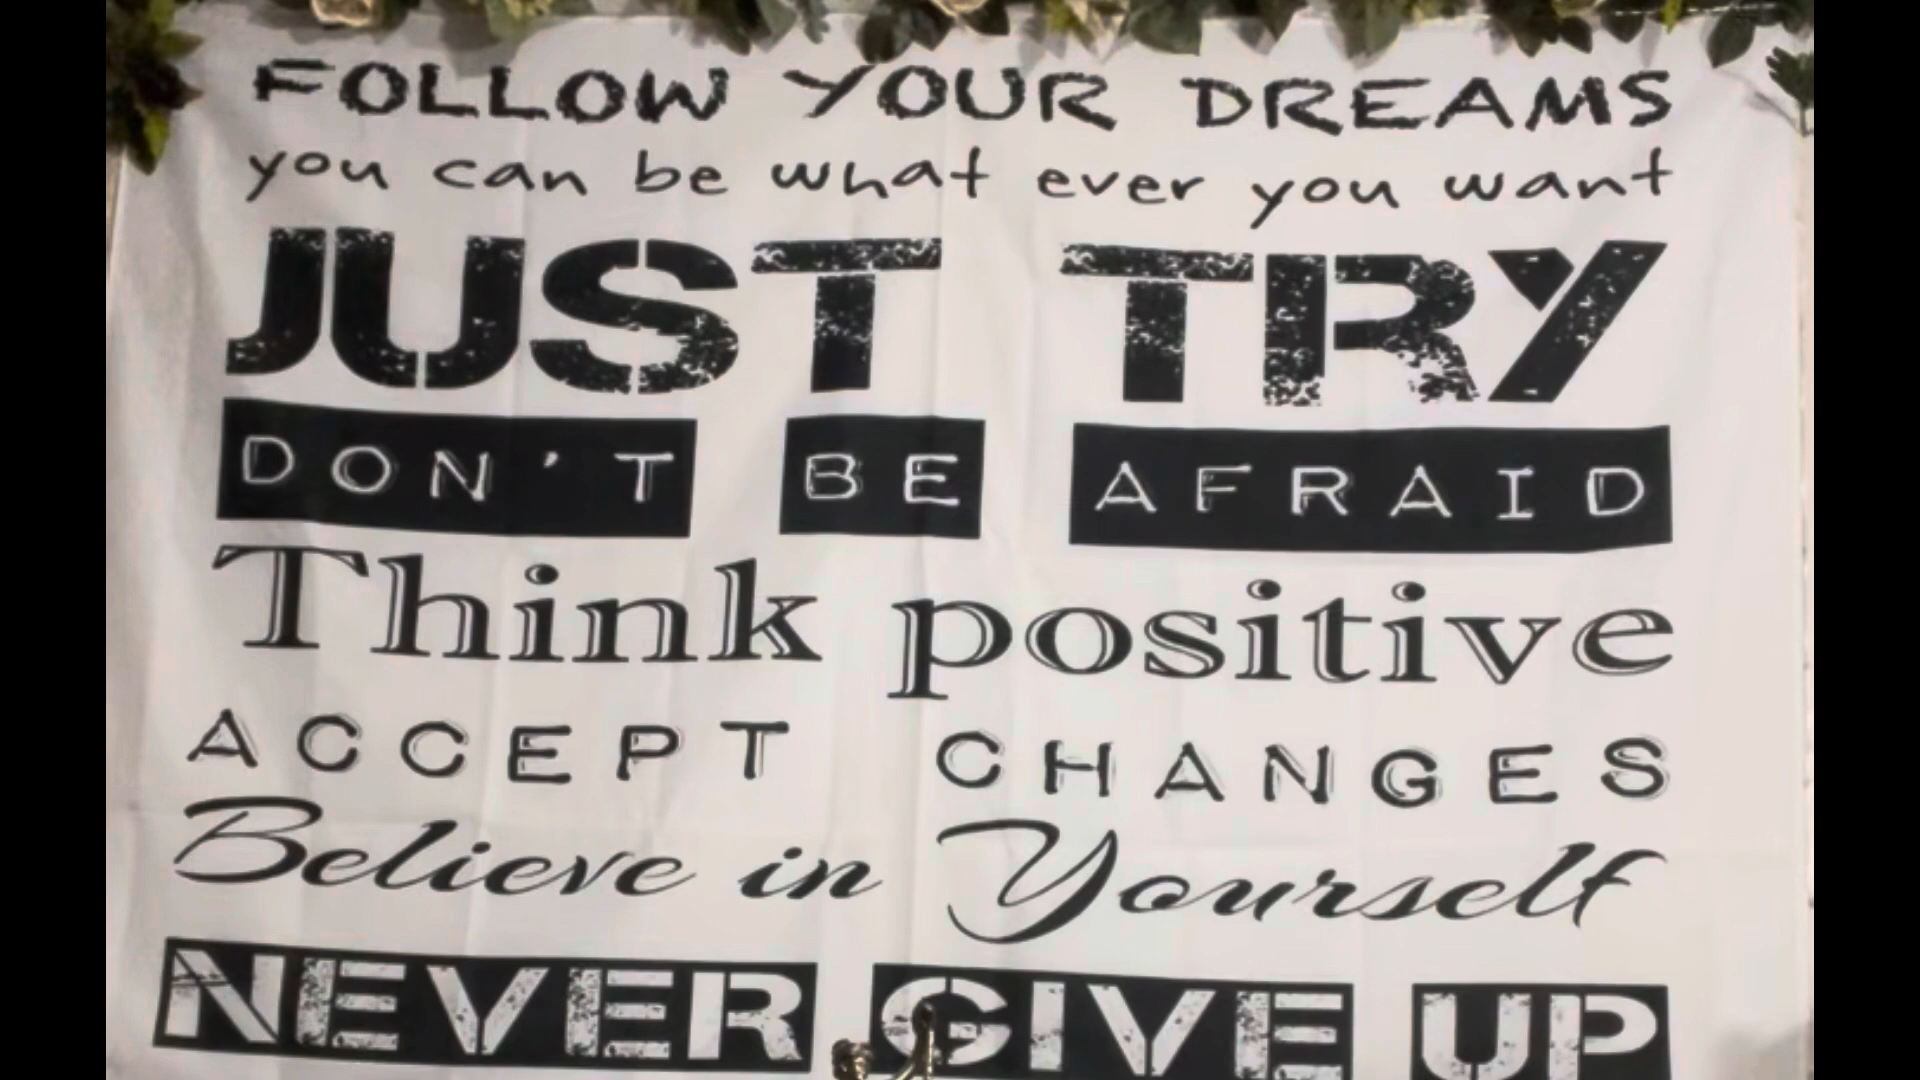 FOLLOW YOUR DREAMS
you can be what ever you want
JUST TRY
DON'T BE AFRAID
Think positive
ACCEPT CHANGES
Believe in Yourself
NEVER GIVE UP